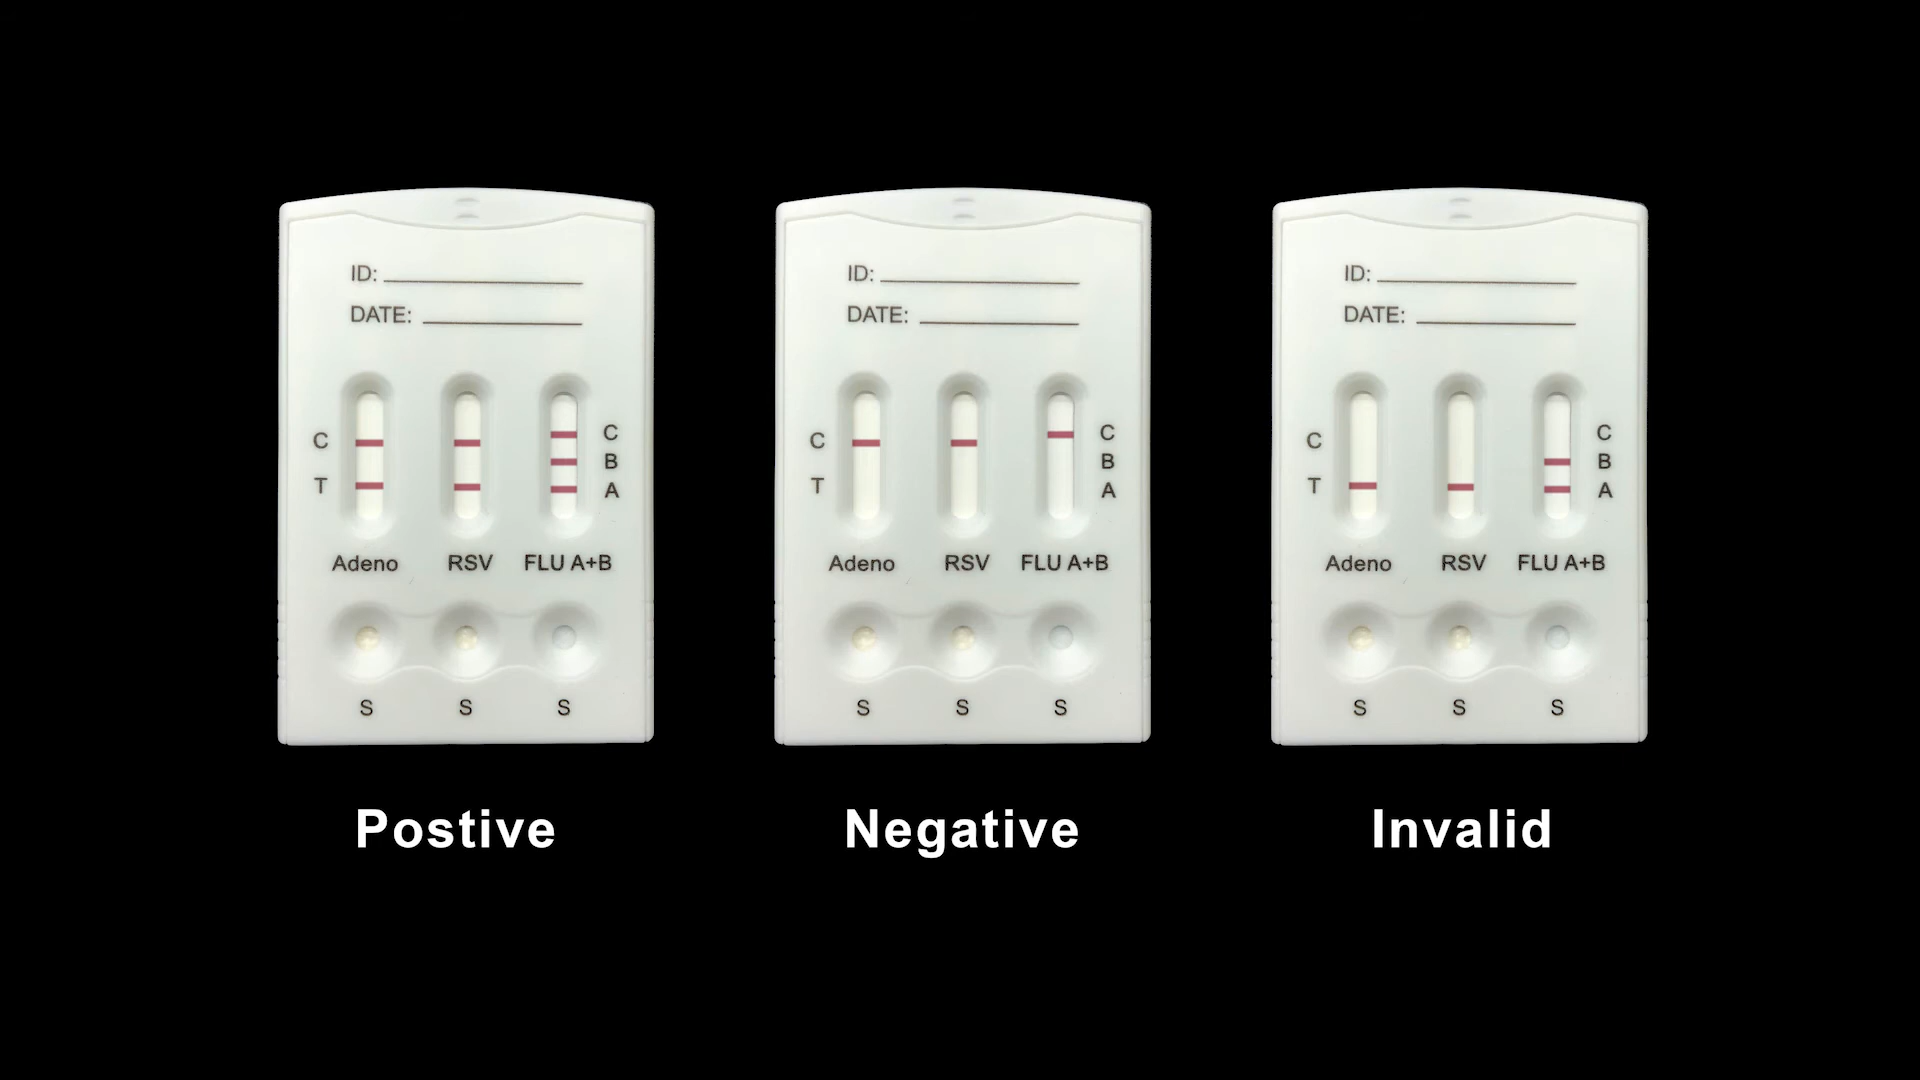 ID:
DATE:
C
T
C
B
A
Adeno RSV FLU A+B
S S S
Postive
ID:
DATE:
C
T
C
B
A
Adeno RSV FLU A+B
S S S
Negative
ID:
DATE:
C
T
C
B
A
Adeno RSV FLU A+B
S S S
Invalid